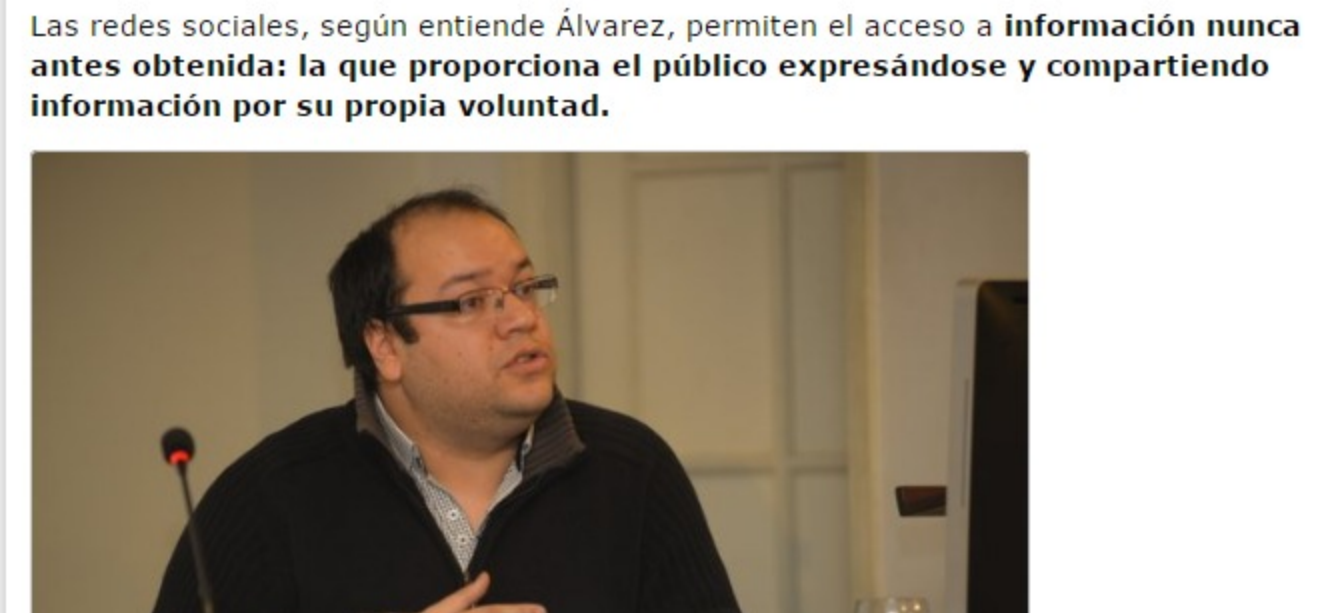 Las redes sociales, según entiende Álvarez, permiten el acceso a información nunca
antes obtenida: la que proporciona el público expresándose y compartiendo
información por su propia voluntad.